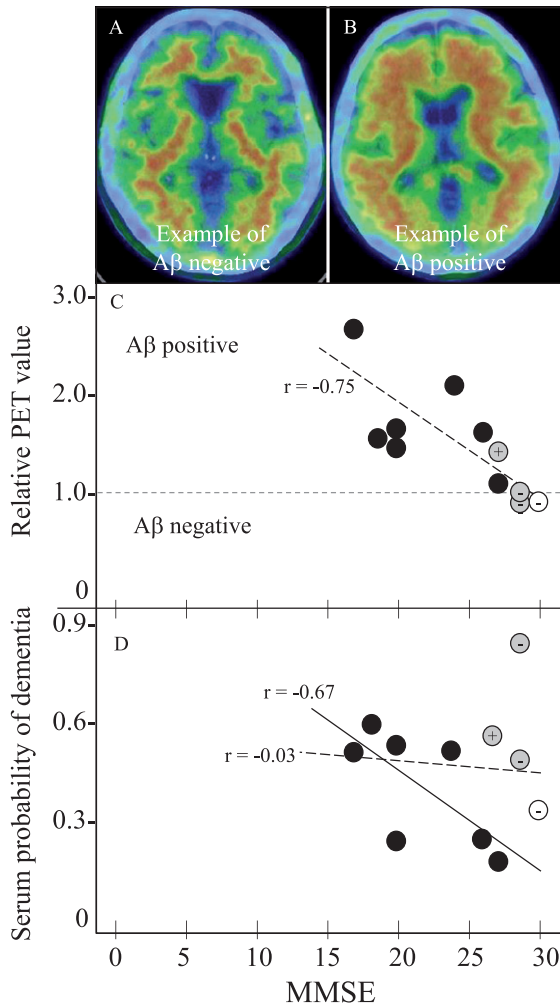 A
B
Example of
Aβ negative
Example of
Aβ positive
3.0
C
Aβ positive
r = -0.75
2.0
+
1.0
-
-
-
Aβ negative
0
Relative PET value
0.9
D
-
r = -0.67
0.6
+
r = -0.03
-
-
0.3
0
Serum probability of dementia
0 5 10 15 20 25 30
MMSE